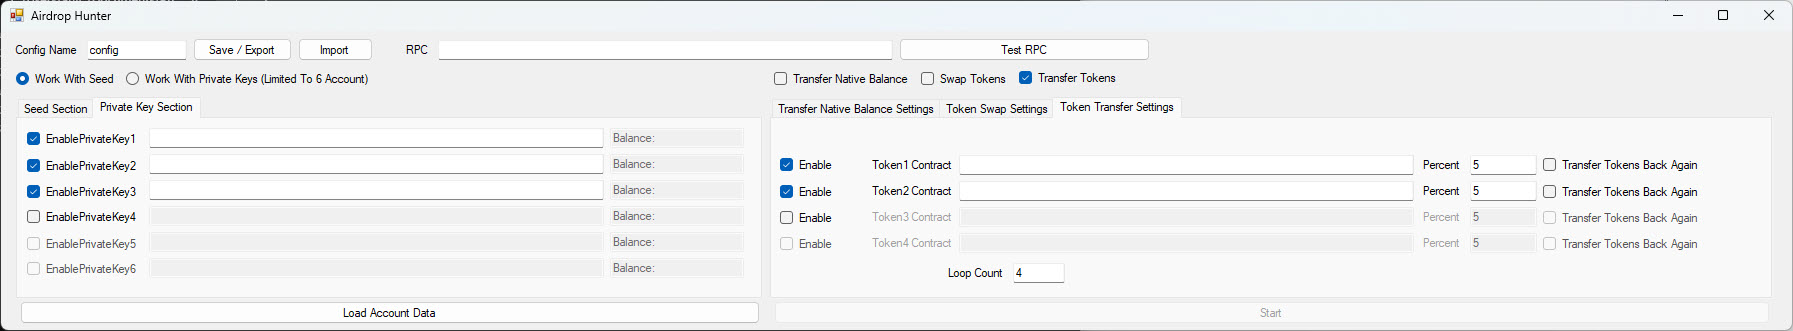 Airdrop Hunter
Config Name config Save / Export Import RPC Test RPC
Work With Seed Work With Private Keys (Limited To 6 Account) Transfer Native Balance Swap Tokens Transfer Tokens
Seed Section Private Key Section Transfer Native Balance Settings Token Swap Settings Token Transfer Settings
EnablePrivateKey1 Balance:
EnablePrivateKey2 Balance: Enable Token1 Contract Percent 5 Transfer Tokens Back Again
EnablePrivateKey3 Balance: Enable Token2 Contract Percent 5 Transfer Tokens Back Again
EnablePrivateKey4 Balance: Enable Token3 Contract Percent 5 Transfer Tokens Back Again
EnablePrivateKey5 Balance: Enable Token4 Contract Percent 5 Transfer Tokens Back Again
EnablePrivateKey6 Balance: Loop Count 4
Load Account Data Start